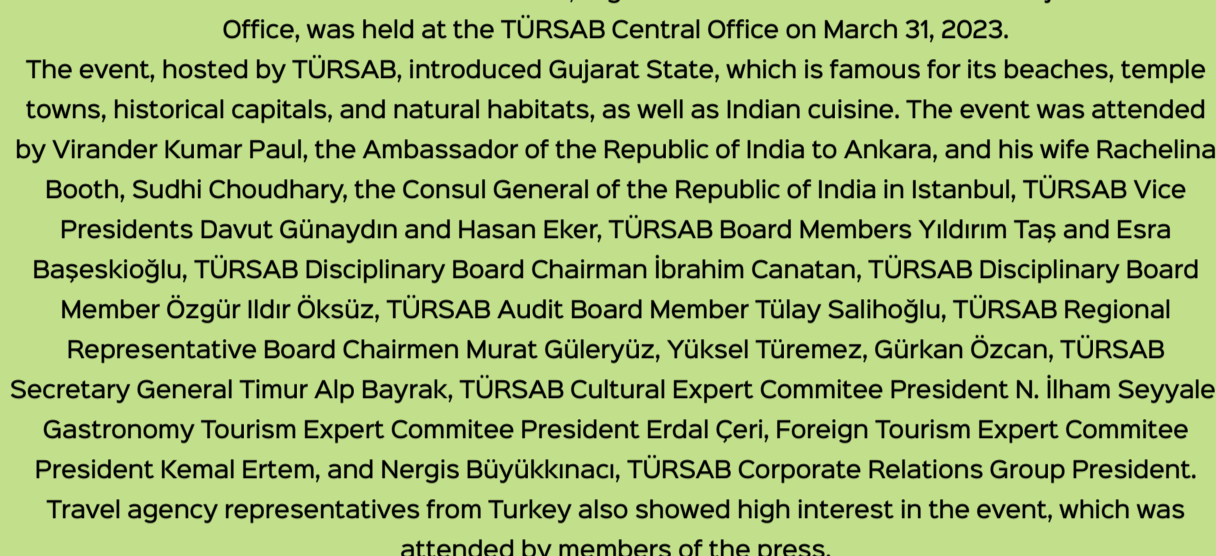 Office, was held at the TÜRSAB Central Office on March 31, 2023.
The event, hosted by TÜRSAB, introduced Gujarat State, which is famous for its beaches, temple
towns, historical capitals, and natural habitats, as well as Indian cuisine. The event was attended
by Virander Kumar Paul, the Ambassador of the Republic of India to Ankara, and his wife Rachelina
Booth, Sudhi Choudhary, the Consul General of the Republic of India in Istanbul, TÜRSAB Vice
Presidents Davut Günaydın and Hasan Eker, TÜRSAB Board Members Yıldırım Taş and Esra
Başeskioğlu, TÜRSAB Disciplinary Board Chairman İbrahim Canatan, TÜRSAB Disciplinary Board
Member Özgür Ildır Öksüz, TÜRSAB Audit Board Member Tülay Salihoğlu, TÜRSAB Regional
Representative Board Chairmen Murat Güleryüz, Yüksel Türemez, Gürkan Özcan, TÜRSAB
Secretary General Timur Alp Bayrak, TÜRSAB Cultural Expert Commitee President N. İlham Seyyale
Gastronomy Tourism Expert Commitee President Erdal Çeri, Foreign Tourism Expert Commitee
President Kemal Ertem, and Nergis Büyükkınacı, TÜRSAB Corporate Relations Group President.
Travel agency representatives from Turkey also showed high interest in the event, which was
attended by members of the press.